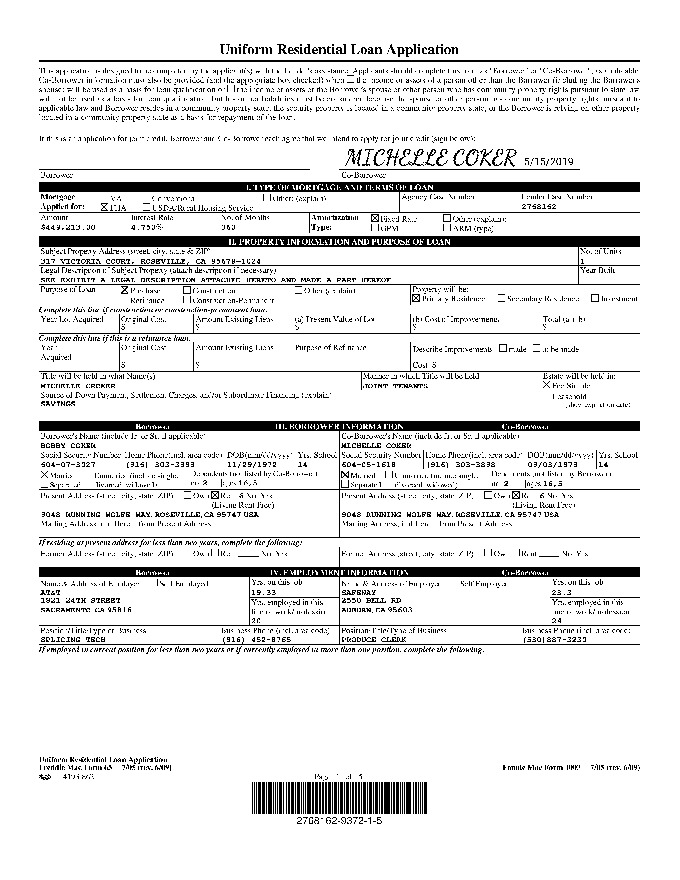 Uniform Residential Loan Application
This application is designed to be completed by the applicant(s) with the Lender's assistance. Applicants should complete this form as "Borrower" or "Co-Borrower", as applicable.
Co-Borrower information must also be provided (and the appropriate box checked) when the income or assets of a person other than the Borrower (including the Borrower's
spouse) will be used as a basis for loan qualification or the income or assets of the Borrower's spouse or other person who has community property rights pursuant to state law
will not be used as a basis for loan qualification, but his or her liabilities must be considered because the spouse or other person has community property rights pursuant to
applicable law and Borrower resides in a community property state, the security property is located in a community property state, or the Borrower is relying on other property
located in a community property state as a basis for repayment of the loan.
If this is an application for joint credit, Borrower and Co-Borrower each agree that we intend to apply for joint credit (sign below):
MICHELLE COKER 5/15/2019
Borrower Co-Borrower
I. TYPE OF MORTGAGE AND TERMS OF LOAN
Mortgage VA Conventional Other (explain) Agency Case Number Lender Case Number
Applied for: FHA USDA/Rural Housing Service 2768162
Amount Interest Rate No. of Months Amortization Fixed Rate Other (explain):
$449,213.00 4.750% 360 Type: GPM ARM (type)
II. PROPERTY INFORMATION AND PURPOSE OF LOAN
Subject Property Address (street, city, state & ZIP) No. of Units
317 VICTORIA COURT, ROSEVILLE, CA 95678-1024 1
Legal Description of Subject Property (attach description if necessary) Year Built
SEE EXHIBIT A LEGAL DESCRIPTION ATTACHED HERETO AND MADE A PART HEREOF
Purpose of Loan Purchase Construction Other (explain) Property will be:
Refinance Construction-Permanent Primary Residence Secondary Residence Investment
Complete this line if construction or construction-permanent loan.
Year Lot Acquired Original Cost Amount Existing Liens (a) Present Value of Lot (b) Cost of Improvements Total (a + b)
$ $ $ $ $
Complete this line if this is a refinance loan.
Year Original Cost Amount Existing Liens Purpose of Refinance Describe Improvements made to be made
Acquired
$ $ Cost $
Title will be held in what Name(s) Manner in which Title will be held Estate will be held in:
MICHELLE COKER JOINT TENANTS Fee Simple
Source of Down Payment, Settlement Charges, and/or Subordinate Financing (explain) Leasehold
SAVINGS (show expiration date)
Borrower III. BORROWER INFORMATION Co-Borrower
Borrower's Name (include Jr. or Sr. if applicable) Co-Borrower's Name (include Jr. or Sr. if applicable)
BOBBY COKER MICHELLE COKER
Social Security Number Home Phone (incl. area code) DOB (mm/dd/yyyy) Yrs. School Social Security Number Home Phone (incl. area code) DOB (mm/dd/yyyy) Yrs. School
604-07-3327 (916) 303-3898 11/29/1972 14 604-05-1618 (916) 303-3898 09/03/1973 14
Married Unmarried (include single, Dependents (not listed by Co-Borrower) Married Unmarried (include single, Dependents (not listed by Borrower)
Separated divorced, widowed) no. 2 ages 16,5 Separated divorced, widowed) no. 2 ages 16,5
Present Address (street, city, state, ZIP) Own Rent 6 No. Yrs. Present Address (street, city, state, ZIP) Own Rent 6 No. Yrs.
(Living Rent Free) (Living Rent Free)
9048 RUNNING WOLFE WAY, ROSEVILLE, CA 95747 USA 9048 RUNNING WOLFE WAY, ROSEVILLE, CA 95747 USA
Mailing Address, if different from Present Address Mailing Address, if different from Present Address
If residing at present address for less than two years, complete the following:
Former Address (street, city, state, ZIP) Own Rent No. Yrs. Former Address (street, city, state, ZIP) Own Rent No. Yrs.
Borrower IV. EMPLOYMENT INFORMATION Co-Borrower
Name & Address of Employer Self Employed Yrs. on this job Name & Address of Employer Self Employed Yrs. on this job
AT&T 19.33 SAFEWAY 23.3
1921 24TH STREET Yrs. employed in this 2550 BELL RD Yrs. employed in this
SACRAMENTO, CA 95816 line of work/profession AUBURN, CA 95603 line of work/profession
20 24
Position/Title/Type of Business Business Phone (incl. area code) Position/Title/Type of Business Business Phone (incl. area code)
SPLICING TECH (916) 452-8765 PRODUCE CLERK (530) 887-3230
If employed in current position for less than two years or if currently employed in more than one position, complete the following:
Uniform Residential Loan Application
Freddie Mac Form 65 7/05 (rev. 6/09) Fannie Mae Form 1003 7/05 (rev. 6/09)
Page 1 of 5
2768162-9372-1-5